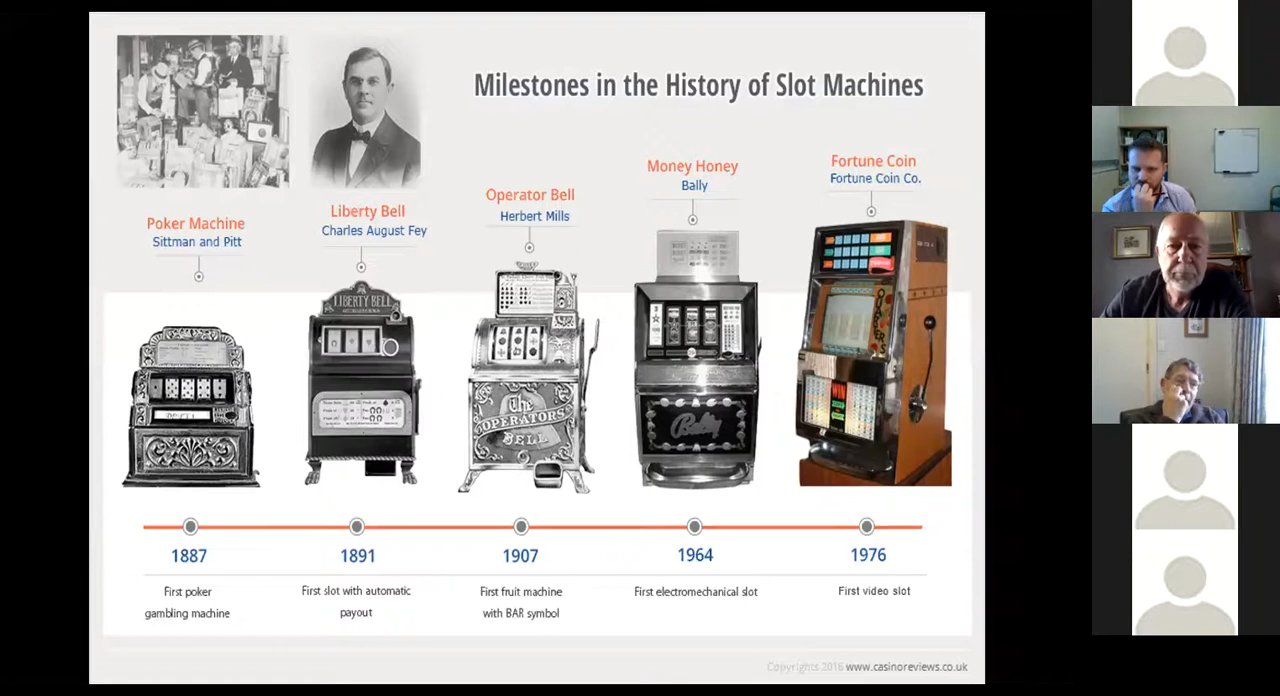 Milestones in the History of Slot Machines
Poker Machine
Sittman and Pitt
Liberty Bell
Charles August Fey
Operator Bell
Herbert Mills
Money Honey
Bally
Fortune Coin
Fortune Coin Co.
LIBERTY BELL
The
OPERATORS
BELL
Bally
QUARTERS
WIN
1887
1891
1907
1964
1976
First poker
gambling machine
First slot with automatic
payout
First fruit machine
with BAR symbol
First electromechanical slot
First video slot
Copyrights 2016 www.casinoreviews.co.uk